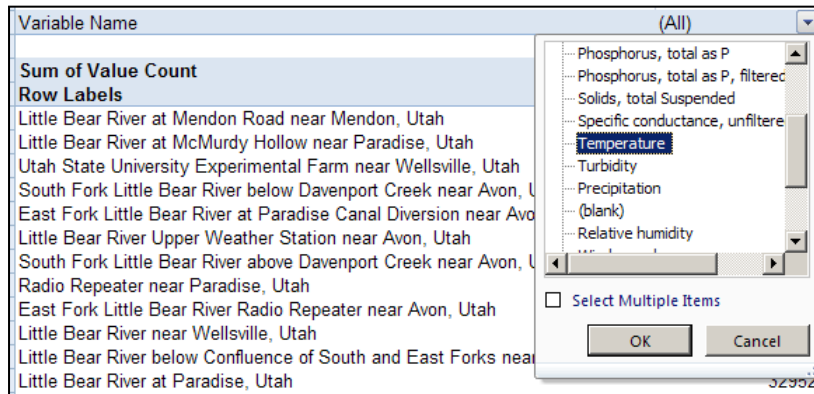 Variable Name (All)
Sum of Value Count
Row Labels
Little Bear River at Mendon Road near Mendon, Utah
Little Bear River at McMurdy Hollow near Paradise, Utah
Utah State University Experimental Farm near Wellsville, Utah
South Fork Little Bear River below Davenport Creek near Avon,
East Fork Little Bear River at Paradise Canal Diversion near
Little Bear River Upper Weather Station near Avon, Utah
South Fork Little Bear River above Davenport Creek near Avon,
Radio Repeater near Paradise, Utah
East Fork Little Bear River Radio Repeater near Avon, Utah
Little Bear River near Wellsville, Utah
Little Bear River below Confluence of South and East Forks
Little Bear River at Paradise, Utah
Phosphorus, total as P
Phosphorus, total as P, filtered
Solids, total Suspended
Specific conductance,
Temperature
Turbidity
Precipitation
(blank)
Relative humidity
Select Multiple Items
OK Cancel